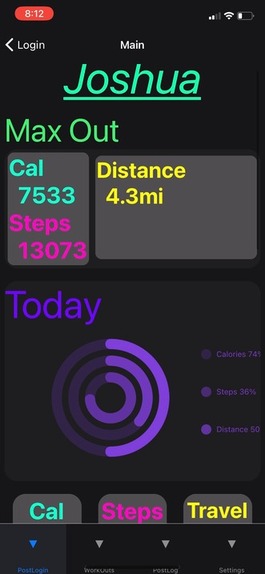 8:12
Login
Main
Joshua
Max Out
Cal
7533
Steps
13073
Distance
4.3mi
Today
Calories 74%
Steps 36%
Distance 50
Cal
Steps
Travel
PostLogin
WorkOuts
PostLog
Settings